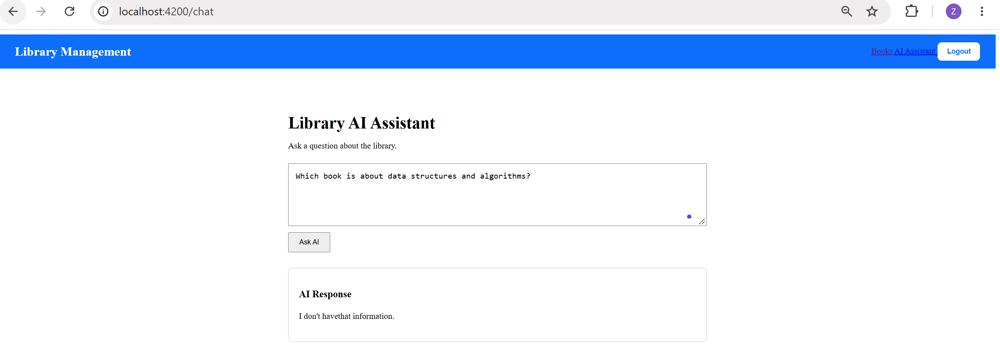 localhost:4200/chat
Z
Library Management
Books AI Assistant Logout
Library AI Assistant
Ask a question about the library.
Which book is about data structures and algorithms?
Ask AI
AI Response
I don't havethat information.